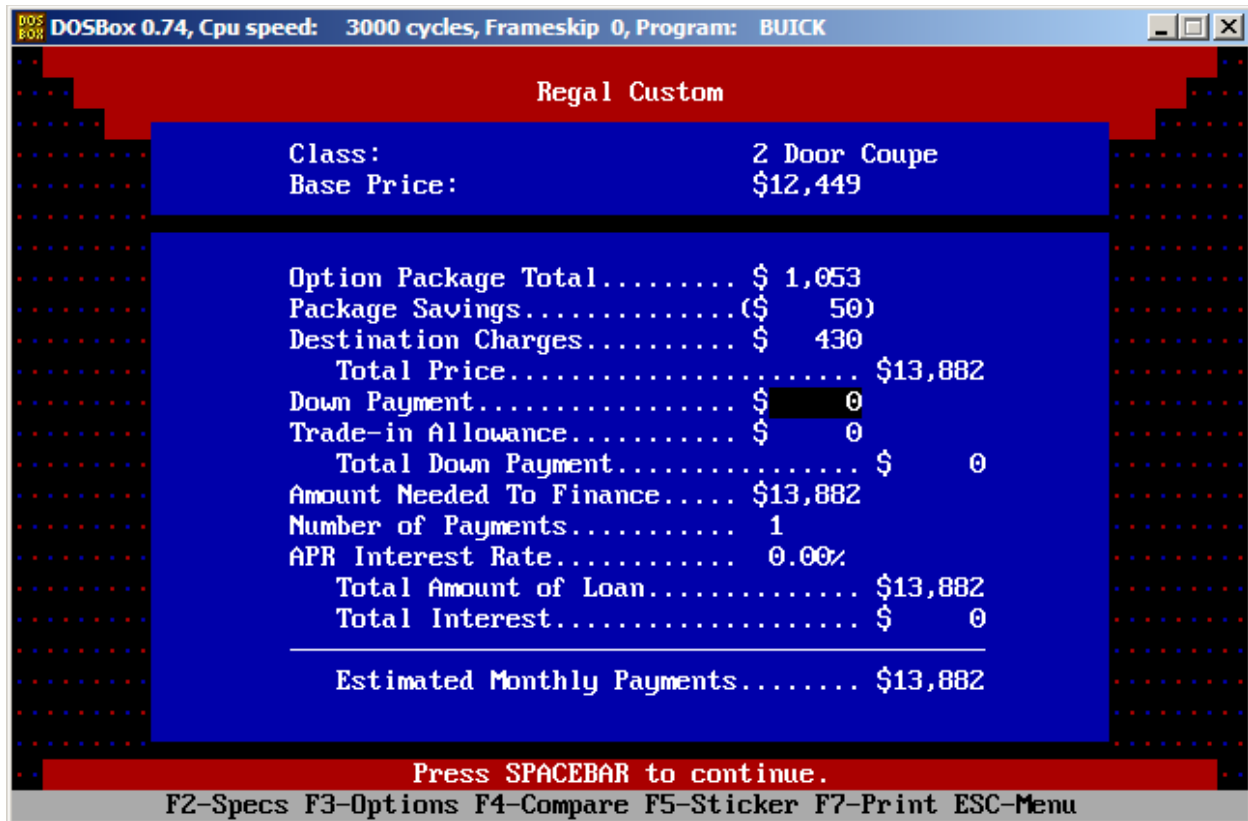 DOS BOX DOSBox 0.74, Cpu speed: 3000 cycles, Frameskip 0, Program: BUICK
Regal Custom
Class: 2 Door Coupe
Base Price: $12,449
Option Package Total......... $ 1,053
Package Savings..............($ 50)
Destination Charges.......... $ 430
Total Price....................... $13,882
Down Payment................. $ 0
Trade-in Allowance........... $ 0
Total Down Payment................ $ 0
Amount Needed To Finance..... $13,882
Number of Payments........... 1
APR Interest Rate............ 0.00%
Total Amount of Loan.............. $13,882
Total Interest.................... $ 0
Estimated Monthly Payments........ $13,882
Press SPACEBAR to continue.
F2-Specs F3-Options F4-Compare F5-Sticker F7-Print ESC-Menu